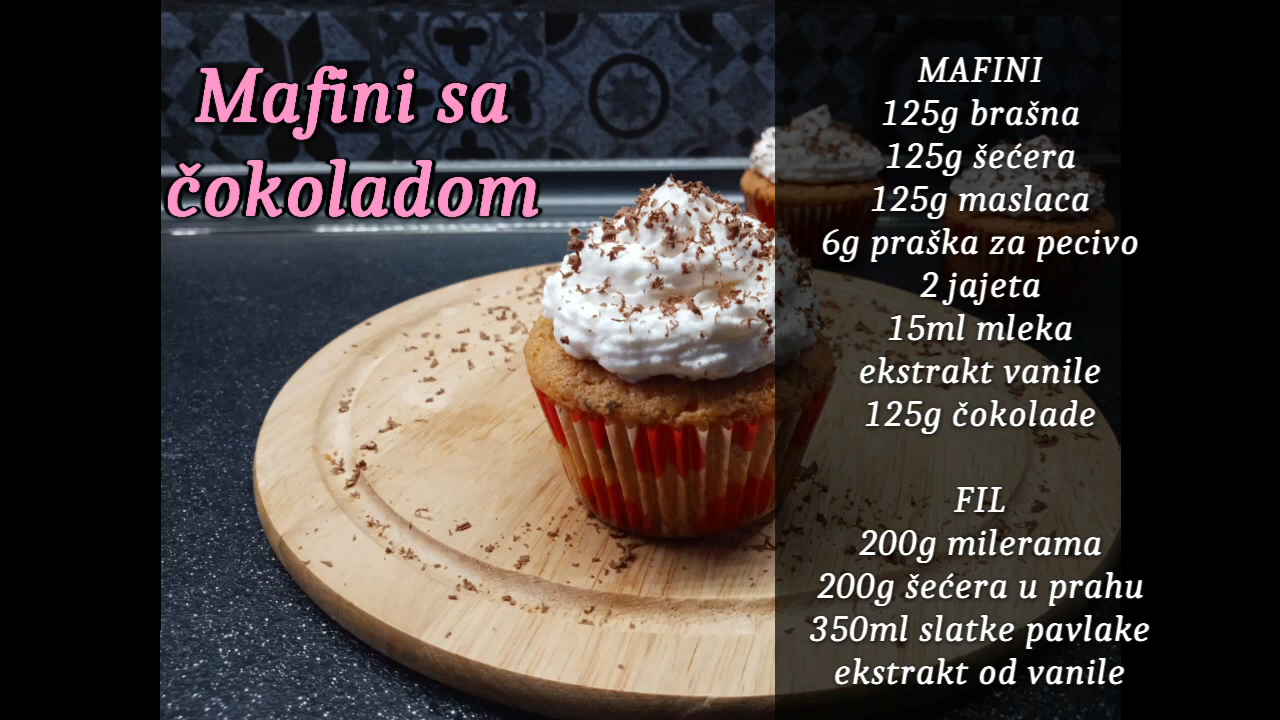 Mafini sa
čokoladom
MAFINI
125g brašna
125g šećera
125g maslaca
6g praška za pecivo
2 jajeta
15ml mleka
ekstrakt vanile
125g čokolade
FIL
200g milerama
200g šećera u prahu
350ml slatke pavlake
ekstrakt od vanile